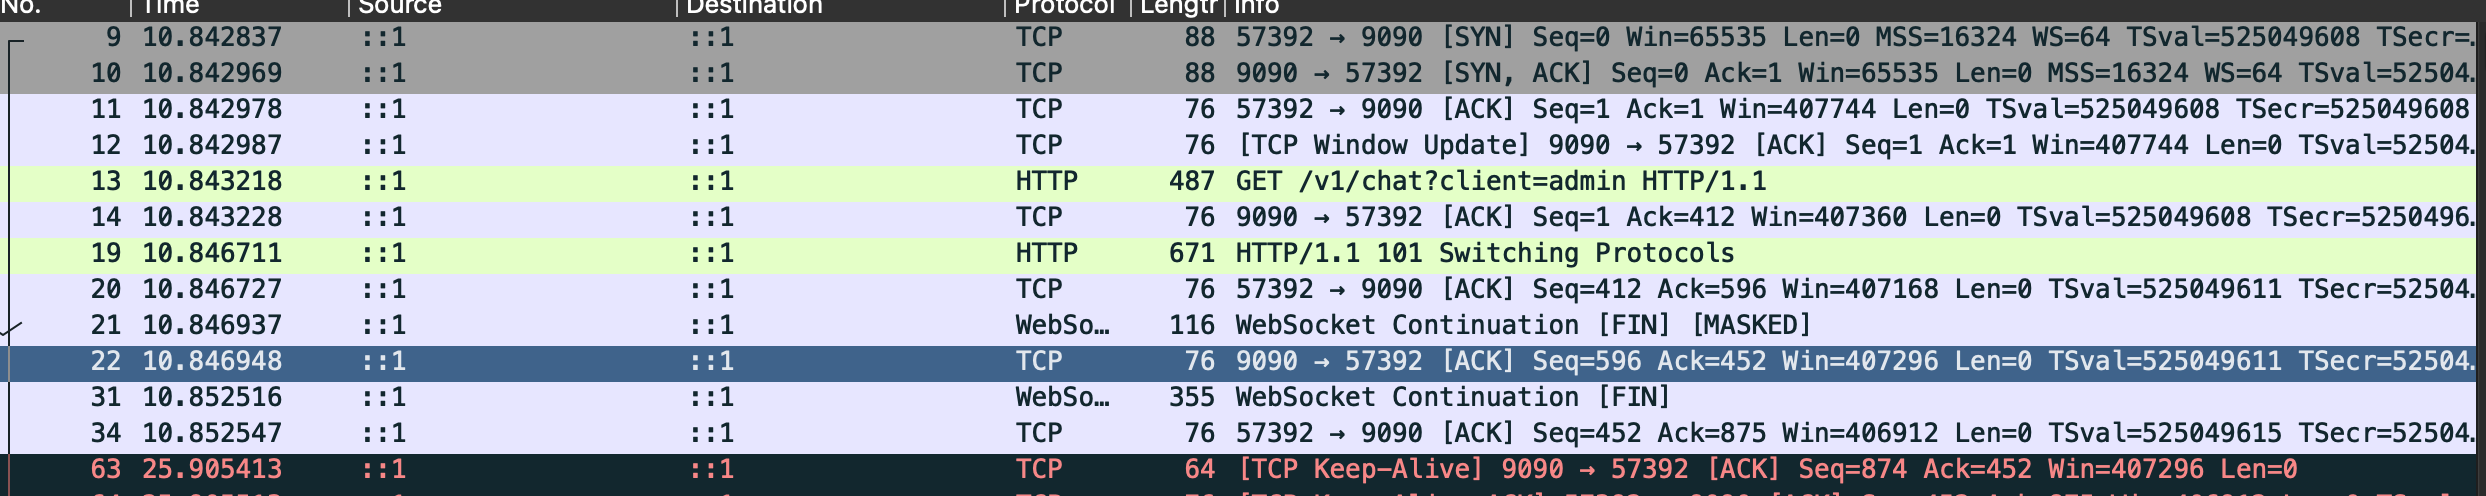 No. Time Source Destination Protocol Lengtr Info
9 10.842837 ::1 ::1 TCP 88 57392 → 9090 [SYN] Seq=0 Win=65535 Len=0 MSS=16324 WS=64 TSval=525049608 TSecr=…
10 10.842969 ::1 ::1 TCP 88 9090 → 57392 [SYN, ACK] Seq=0 Ack=1 Win=65535 Len=0 MSS=16324 WS=64 TSval=52504…
11 10.842978 ::1 ::1 TCP 76 57392 → 9090 [ACK] Seq=1 Ack=1 Win=407744 Len=0 TSval=525049608 TSecr=525049608
12 10.842987 ::1 ::1 TCP 76 [TCP Window Update] 9090 → 57392 [ACK] Seq=1 Ack=1 Win=407744 Len=0 TSval=52504…
13 10.843218 ::1 ::1 HTTP 487 GET /v1/chat?client=admin HTTP/1.1
14 10.843228 ::1 ::1 TCP 76 9090 → 57392 [ACK] Seq=1 Ack=412 Win=407360 Len=0 TSval=525049608 TSecr=5250496…
19 10.846711 ::1 ::1 HTTP 671 HTTP/1.1 101 Switching Protocols
20 10.846727 ::1 ::1 TCP 76 57392 → 9090 [ACK] Seq=412 Ack=596 Win=407168 Len=0 TSval=525049611 TSecr=52504…
21 10.846937 ::1 ::1 WebSo… 116 WebSocket Continuation [FIN] [MASKED]
22 10.846948 ::1 ::1 TCP 76 9090 → 57392 [ACK] Seq=596 Ack=452 Win=407296 Len=0 TSval=525049611 TSecr=52504…
31 10.852516 ::1 ::1 WebSo… 355 WebSocket Continuation [FIN]
34 10.852547 ::1 ::1 TCP 76 57392 → 9090 [ACK] Seq=452 Ack=875 Win=406912 Len=0 TSval=525049615 TSecr=52504…
63 25.905413 ::1 ::1 TCP 64 [TCP Keep-Alive] 9090 → 57392 [ACK] Seq=874 Ack=452 Win=407296 Len=0